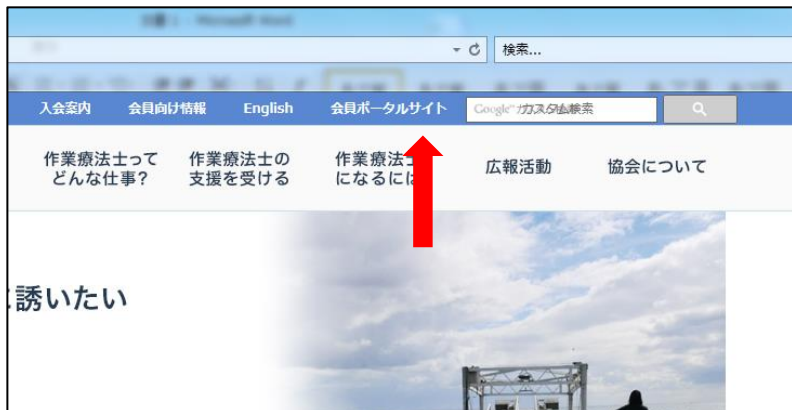 検索...
入会案内 会員向け情報 English 会員ポータルサイト Google カスタム検索
作業療法士って
どんな仕事?
作業療法士の
支援を受ける
作業療法士
になるには
広報活動
協会について
誘いたい